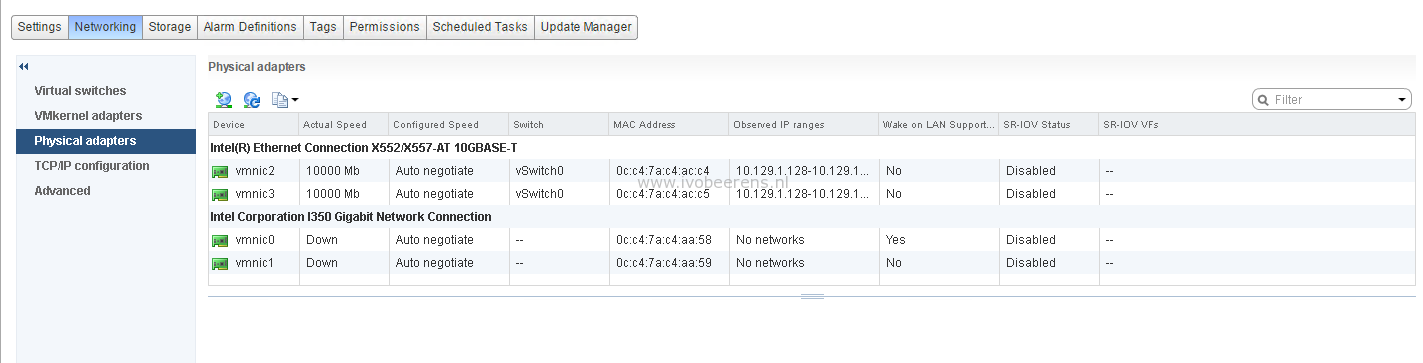 Settings Networking Storage Alarm Definitions Tags Permissions Scheduled Tasks Update Manager
Physical adapters
Virtual switches
VMkernel adapters
Physical adapters
TCP/IP configuration
Advanced
Filter
Device Actual Speed Configured Speed Switch MAC Address Observed IP ranges Wake on LAN Support... SR-IOV Status SR-IOV VFs
Intel(R) Ethernet Connection X552/X557-AT 10GBASE-T
vmnic2 10000 Mb Auto negotiate vSwitch0 0c:c4:7a:c4:ac:c4 10.129.1.128-10.129.1... No Disabled --
www.ivobeerens.nl
vmnic3 10000 Mb Auto negotiate vSwitch0 0c:c4:7a:c4:ac:c5 10.129.1.128-10.129.1... No Disabled --
Intel Corporation I350 Gigabit Network Connection
vmnic0 Down Auto negotiate -- 0c:c4:7a:c4:aa:58 No networks Yes Disabled --
vmnic1 Down Auto negotiate -- 0c:c4:7a:c4:aa:59 No networks No Disabled --